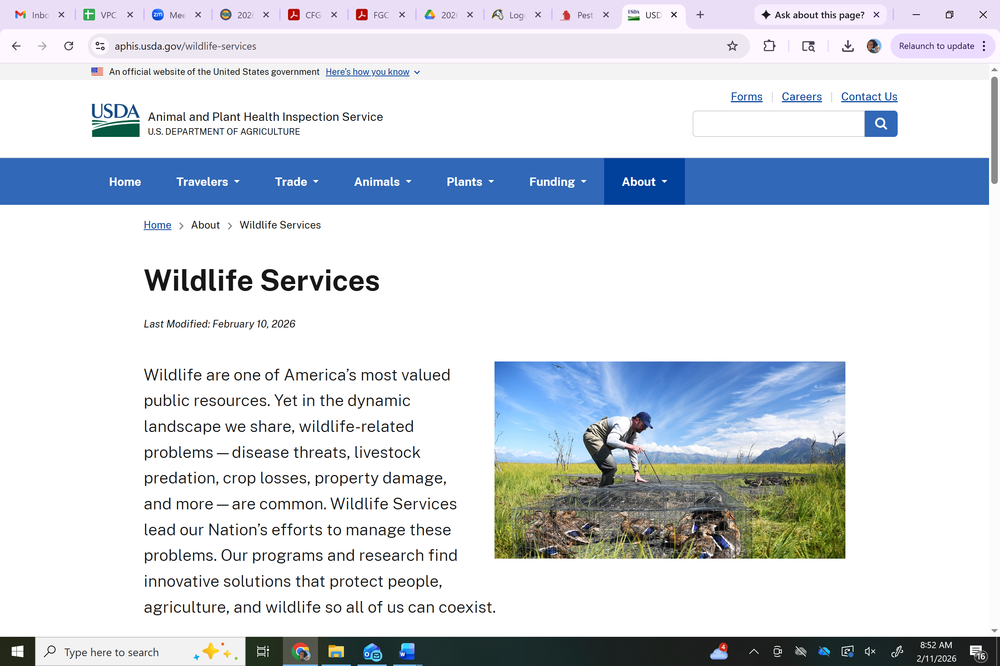 Inbo
VPC
Mee
202
CFG
FGC
202
Log
Pest
USD
Ask about this page?
aphis.usda.gov/wildlife-services
Relaunch to update
An official website of the United States government Here’s how you know
Forms Careers Contact Us
USDA
Animal and Plant Health Inspection Service
U.S. DEPARTMENT OF AGRICULTURE
Home Travelers Trade Animals Plants Funding About
Home > About > Wildlife Services
Wildlife Services
Last Modified: February 10, 2026
Wildlife are one of America’s most valued
public resources. Yet in the dynamic
landscape we share, wildlife-related
problems—disease threats, livestock
predation, crop losses, property damage,
and more—are common. Wildlife Services
lead our Nation’s efforts to manage these
problems. Our programs and research find
innovative solutions that protect people,
agriculture, and wildlife so all of us can coexist.
Type here to search
4
8:52 AM
2/11/2026
16